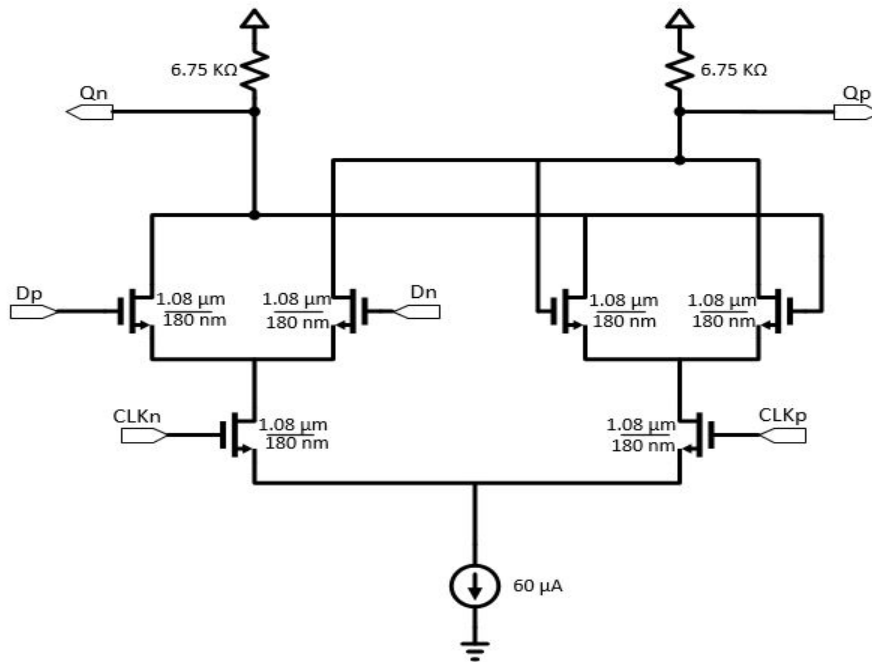 6.75 KΩ
6.75 KΩ
Qn
Qp
Dp
1.08 µm
180 nm
1.08 µm
180 nm
Dn
1.08 µm
180 nm
1.08 µm
180 nm
CLKn
1.08 µm
180 nm
1.08 µm
180 nm
CLKp
60 µA